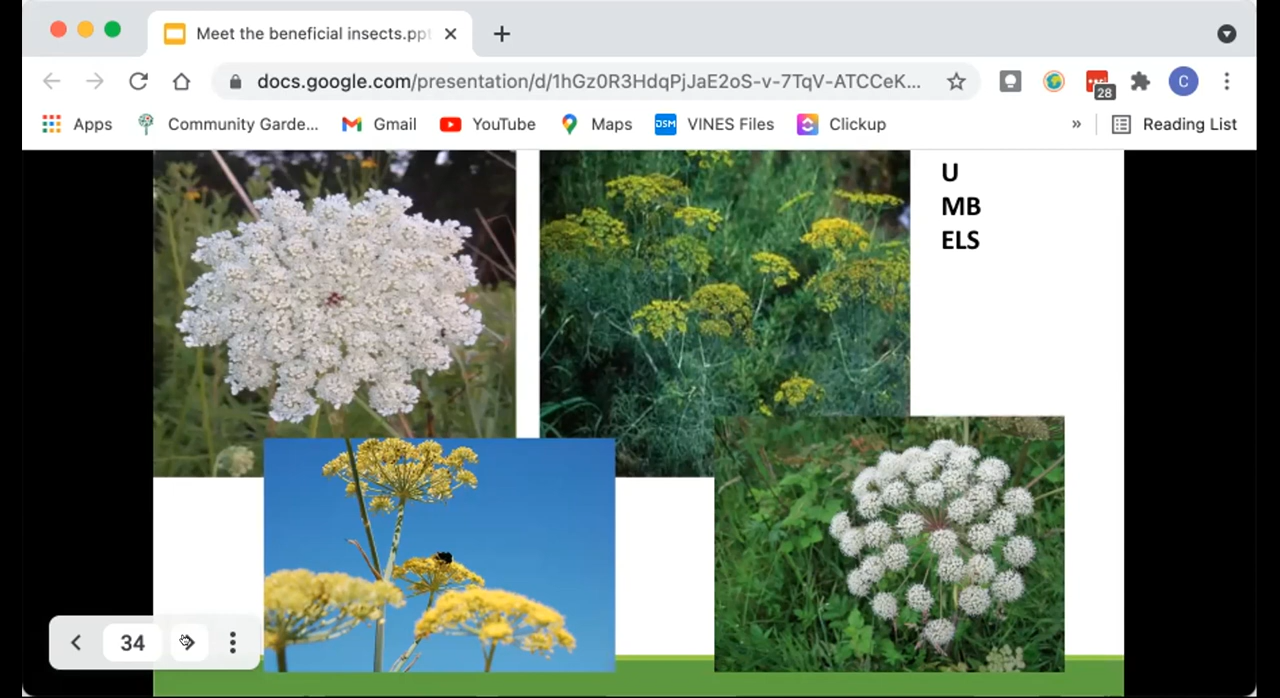 Meet the beneficial insects.ppt
docs.google.com/presentation/d/1hGz0R3HdqPjJaE2oS-v-7TqV-ATCCeK...
28
C
Apps
Community Garde...
Gmail
YouTube
Maps
DSM
VINES Files
Clickup
»
Reading List
U
MB
ELS
34